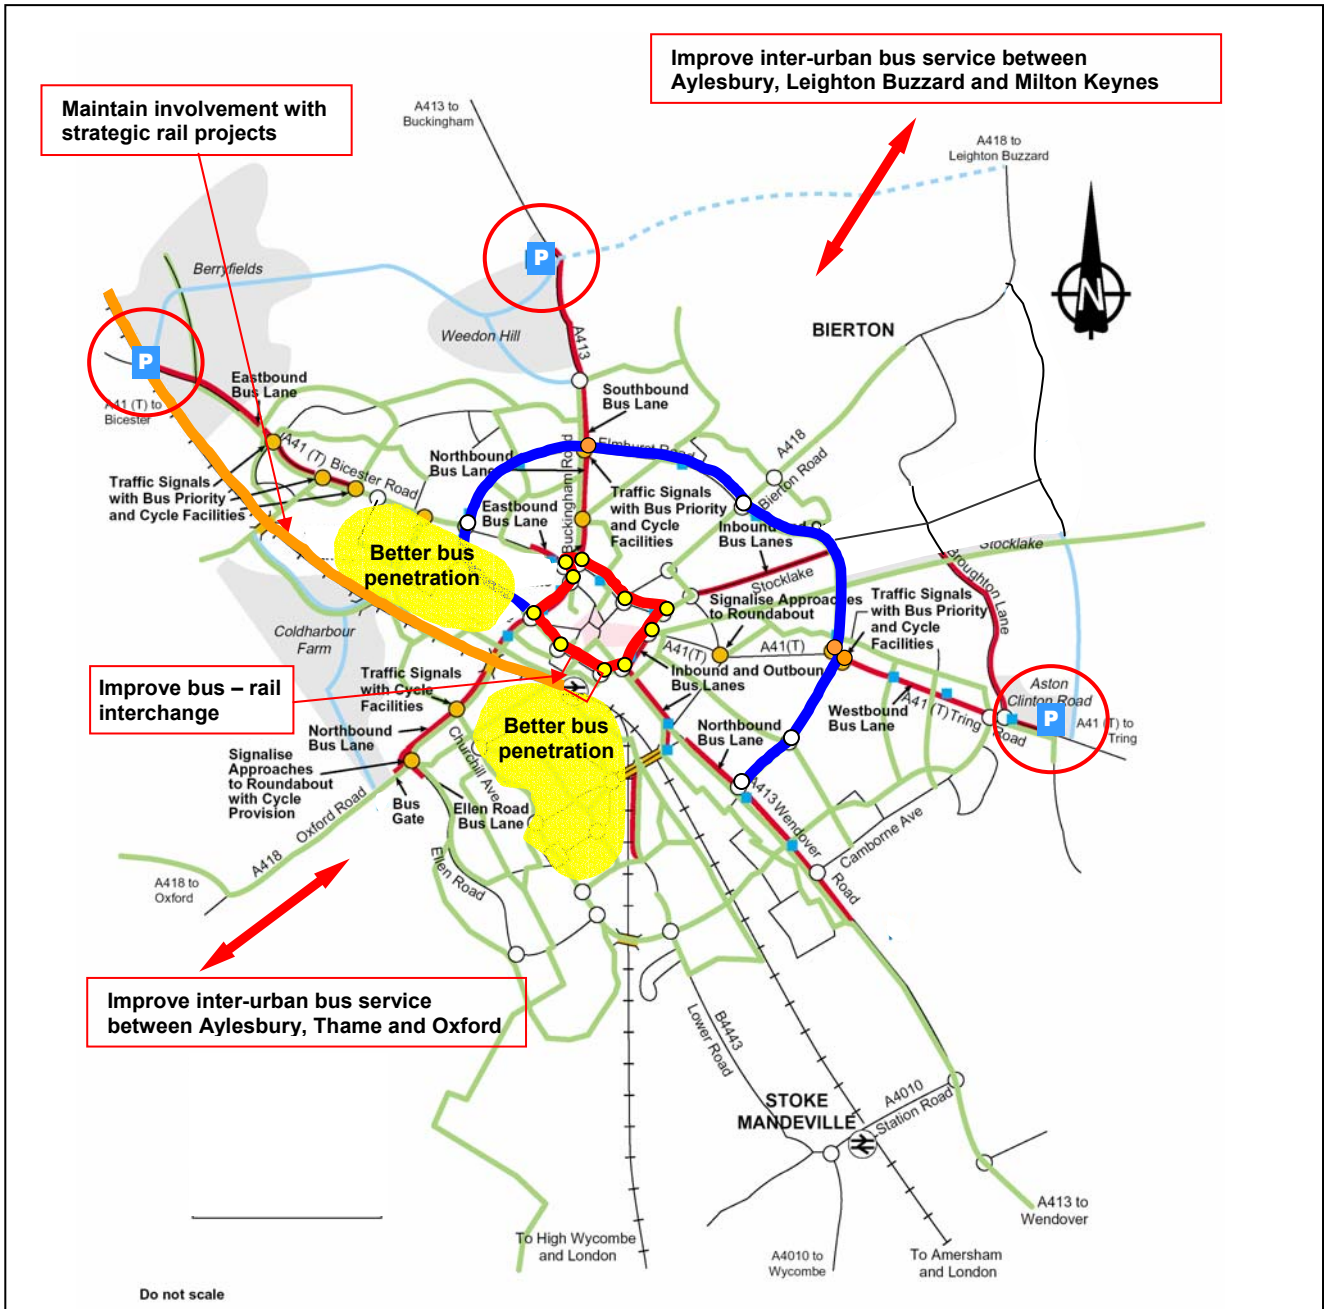 Improve inter-urban bus service between
Aylesbury, Leighton Buzzard and Milton Keynes
Maintain involvement with
strategic rail projects
A413 to
Buckingham
A418 to
Leighton Buzzard
P
N
Berryfields
Weedon Hill
A413
BIERTON
P
A41 (T) to
Bicester
Eastbound
Bus Lane
Southbound
Bus Lane
Elmhurst Road
A418
Bierton Road
A41 (T) Bicester Road
Northbound
Bus Lane
Buckingham Road
Traffic Signals
with Bus Priority
and Cycle Facilities
Traffic Signals
with Bus Priority
and Cycle
Facilities
Eastbound
Bus Lane
Inbound and
Bus Lanes
Better bus
penetration
Stocklake
Stocklake
Broughton Lane
Signalise Approaches
to Roundabout
Traffic Signals
with Bus Priority
and Cycle
Facilities
Coldharbour
Farm
A41(T)
A41(T)
Inbound and Outbound
Bus Lanes
Traffic Signals
with Cycle
Facilities
Improve bus – rail
interchange
Aston
Clinton Road
P
A41 (T) Tring Road
A41 (T) to
Tring
Westbound
Bus Lane
Northbound
Bus Lane
Better bus
penetration
Northbound
Bus Lane
Churchill Ave
Signalise
Approaches
to Roundabout
with Cycle
Provision
Bus
Gate
Ellen Road
Bus Lane
A413 Wendover Road
Camborne Ave
Oxford Road
A418
A418 to
Oxford
Ellen Road
Improve inter-urban bus service
between Aylesbury, Thame and Oxford
B4443
Lower Road
STOKE
MANDEVILLE
A4010
Station Road
A413 to
Wendover
To High Wycombe
and London
A4010 to
Wycombe
To Amersham
and London
Do not scale